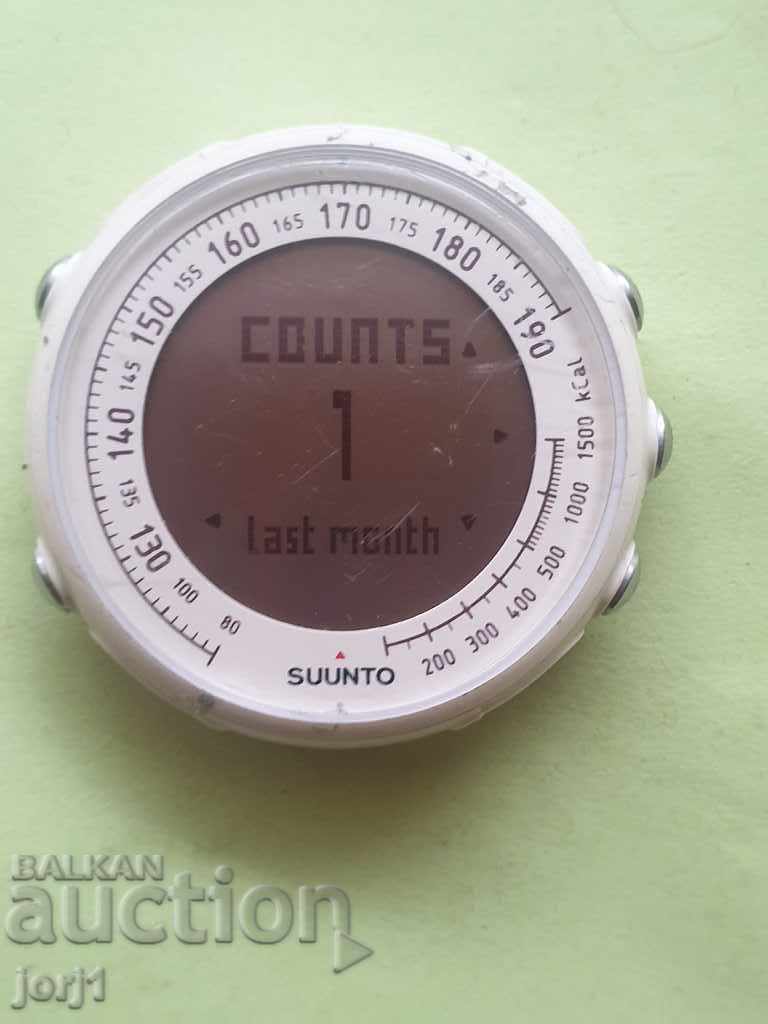 80 100 130 135 140 145 150 155 160 165 170 175 180 185 190
COUNTS
1
last month
200 300 400 500 1000 1500 kCal
SUUNTO
BALKAN
auction
jorj1